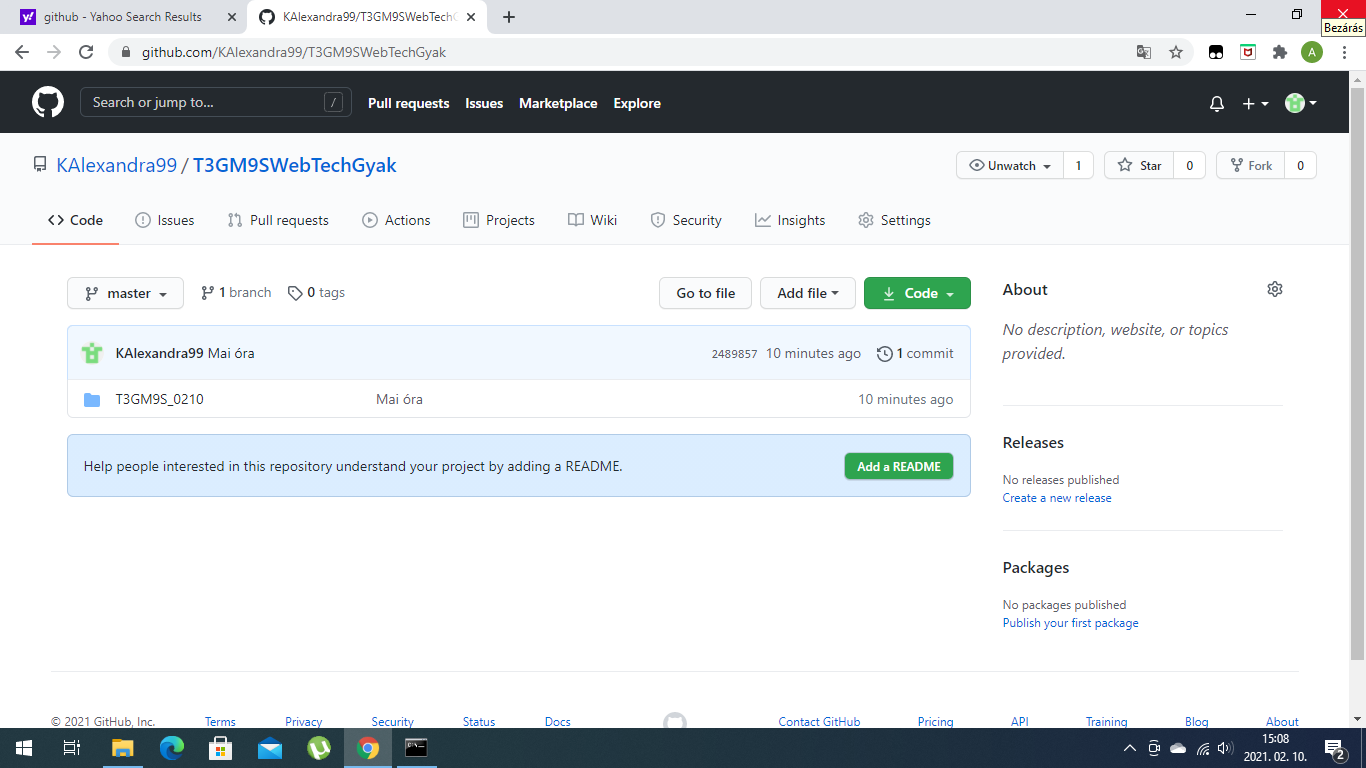 github - Yahoo Search Results
KAlexandra99/T3GM9SWebTechG
Bezárás
github.com/KAlexandra99/T3GM9SWebTechGyak
A
Search or jump to... /
Pull requests Issues Marketplace Explore
KAlexandra99 / T3GM9SWebTechGyak
Unwatch 1 Star 0 Fork 0
Code Issues Pull requests Actions Projects Wiki Security Insights Settings
master 1 branch 0 tags Go to file Add file Code
KAlexandra99 Mai óra 2489857 10 minutes ago 1 commit
T3GM9S_0210 Mai óra 10 minutes ago
Help people interested in this repository understand your project by adding a README. Add a README
About
No description, website, or topics
provided.
Releases
No releases published
Create a new release
Packages
No packages published
Publish your first package
© 2021 GitHub, Inc. Terms Privacy Security Status Docs Contact GitHub Pricing API Training Blog About
15:08
2021. 02. 10.
2